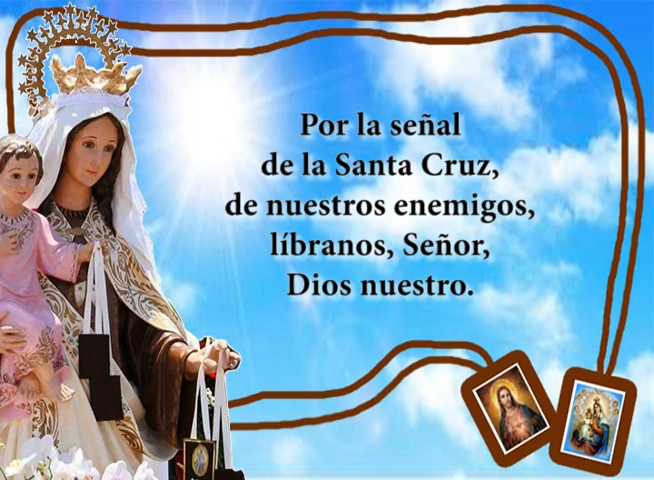 Por la señal
de la Santa Cruz,
de nuestros enemigos,
líbranos, Señor,
Dios nuestro.